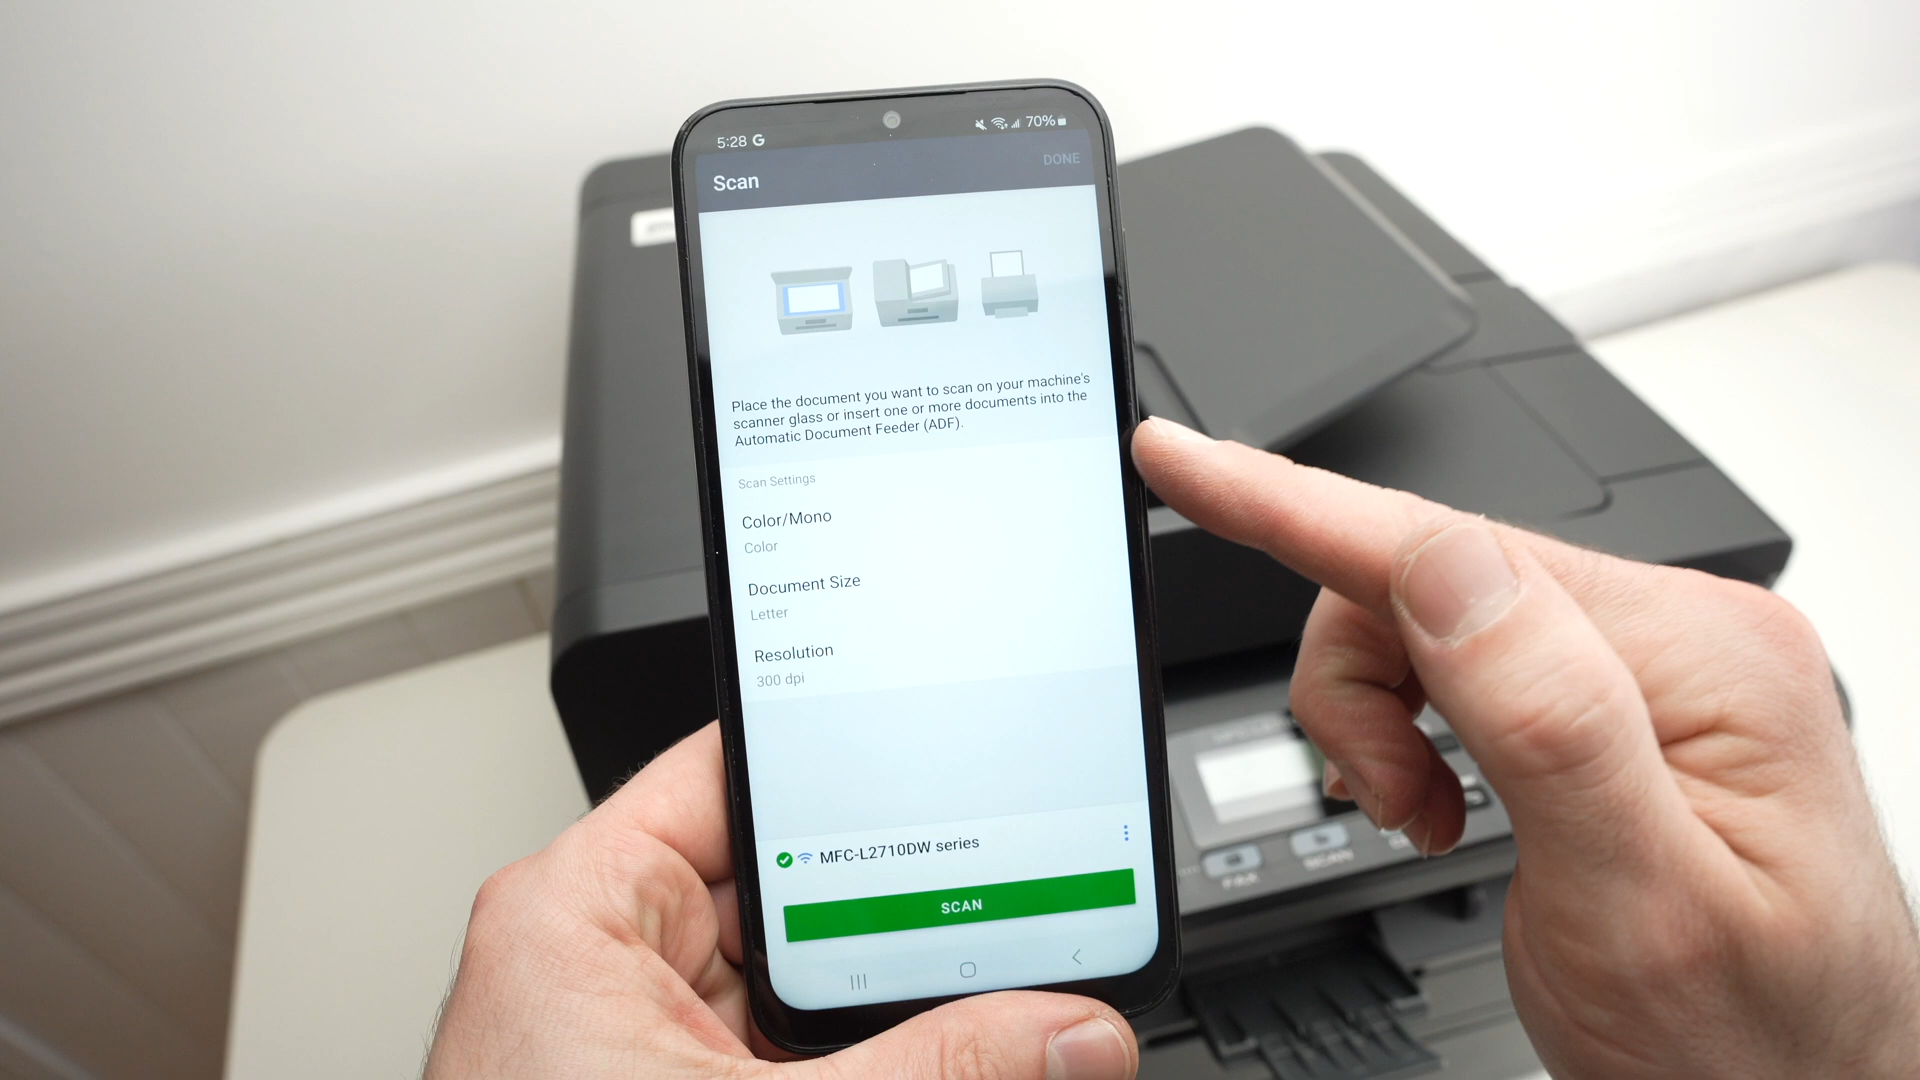 5:28 G
70%
DONE
Scan
Place the document you want to scan on your machine's
scanner glass or insert one or more documents into the
Automatic Document Feeder (ADF).
Scan Settings
Color/Mono
Color
Document Size
Letter
Resolution
300 dpi
MFC-L2710DW series
SCAN
FAX
SCAN